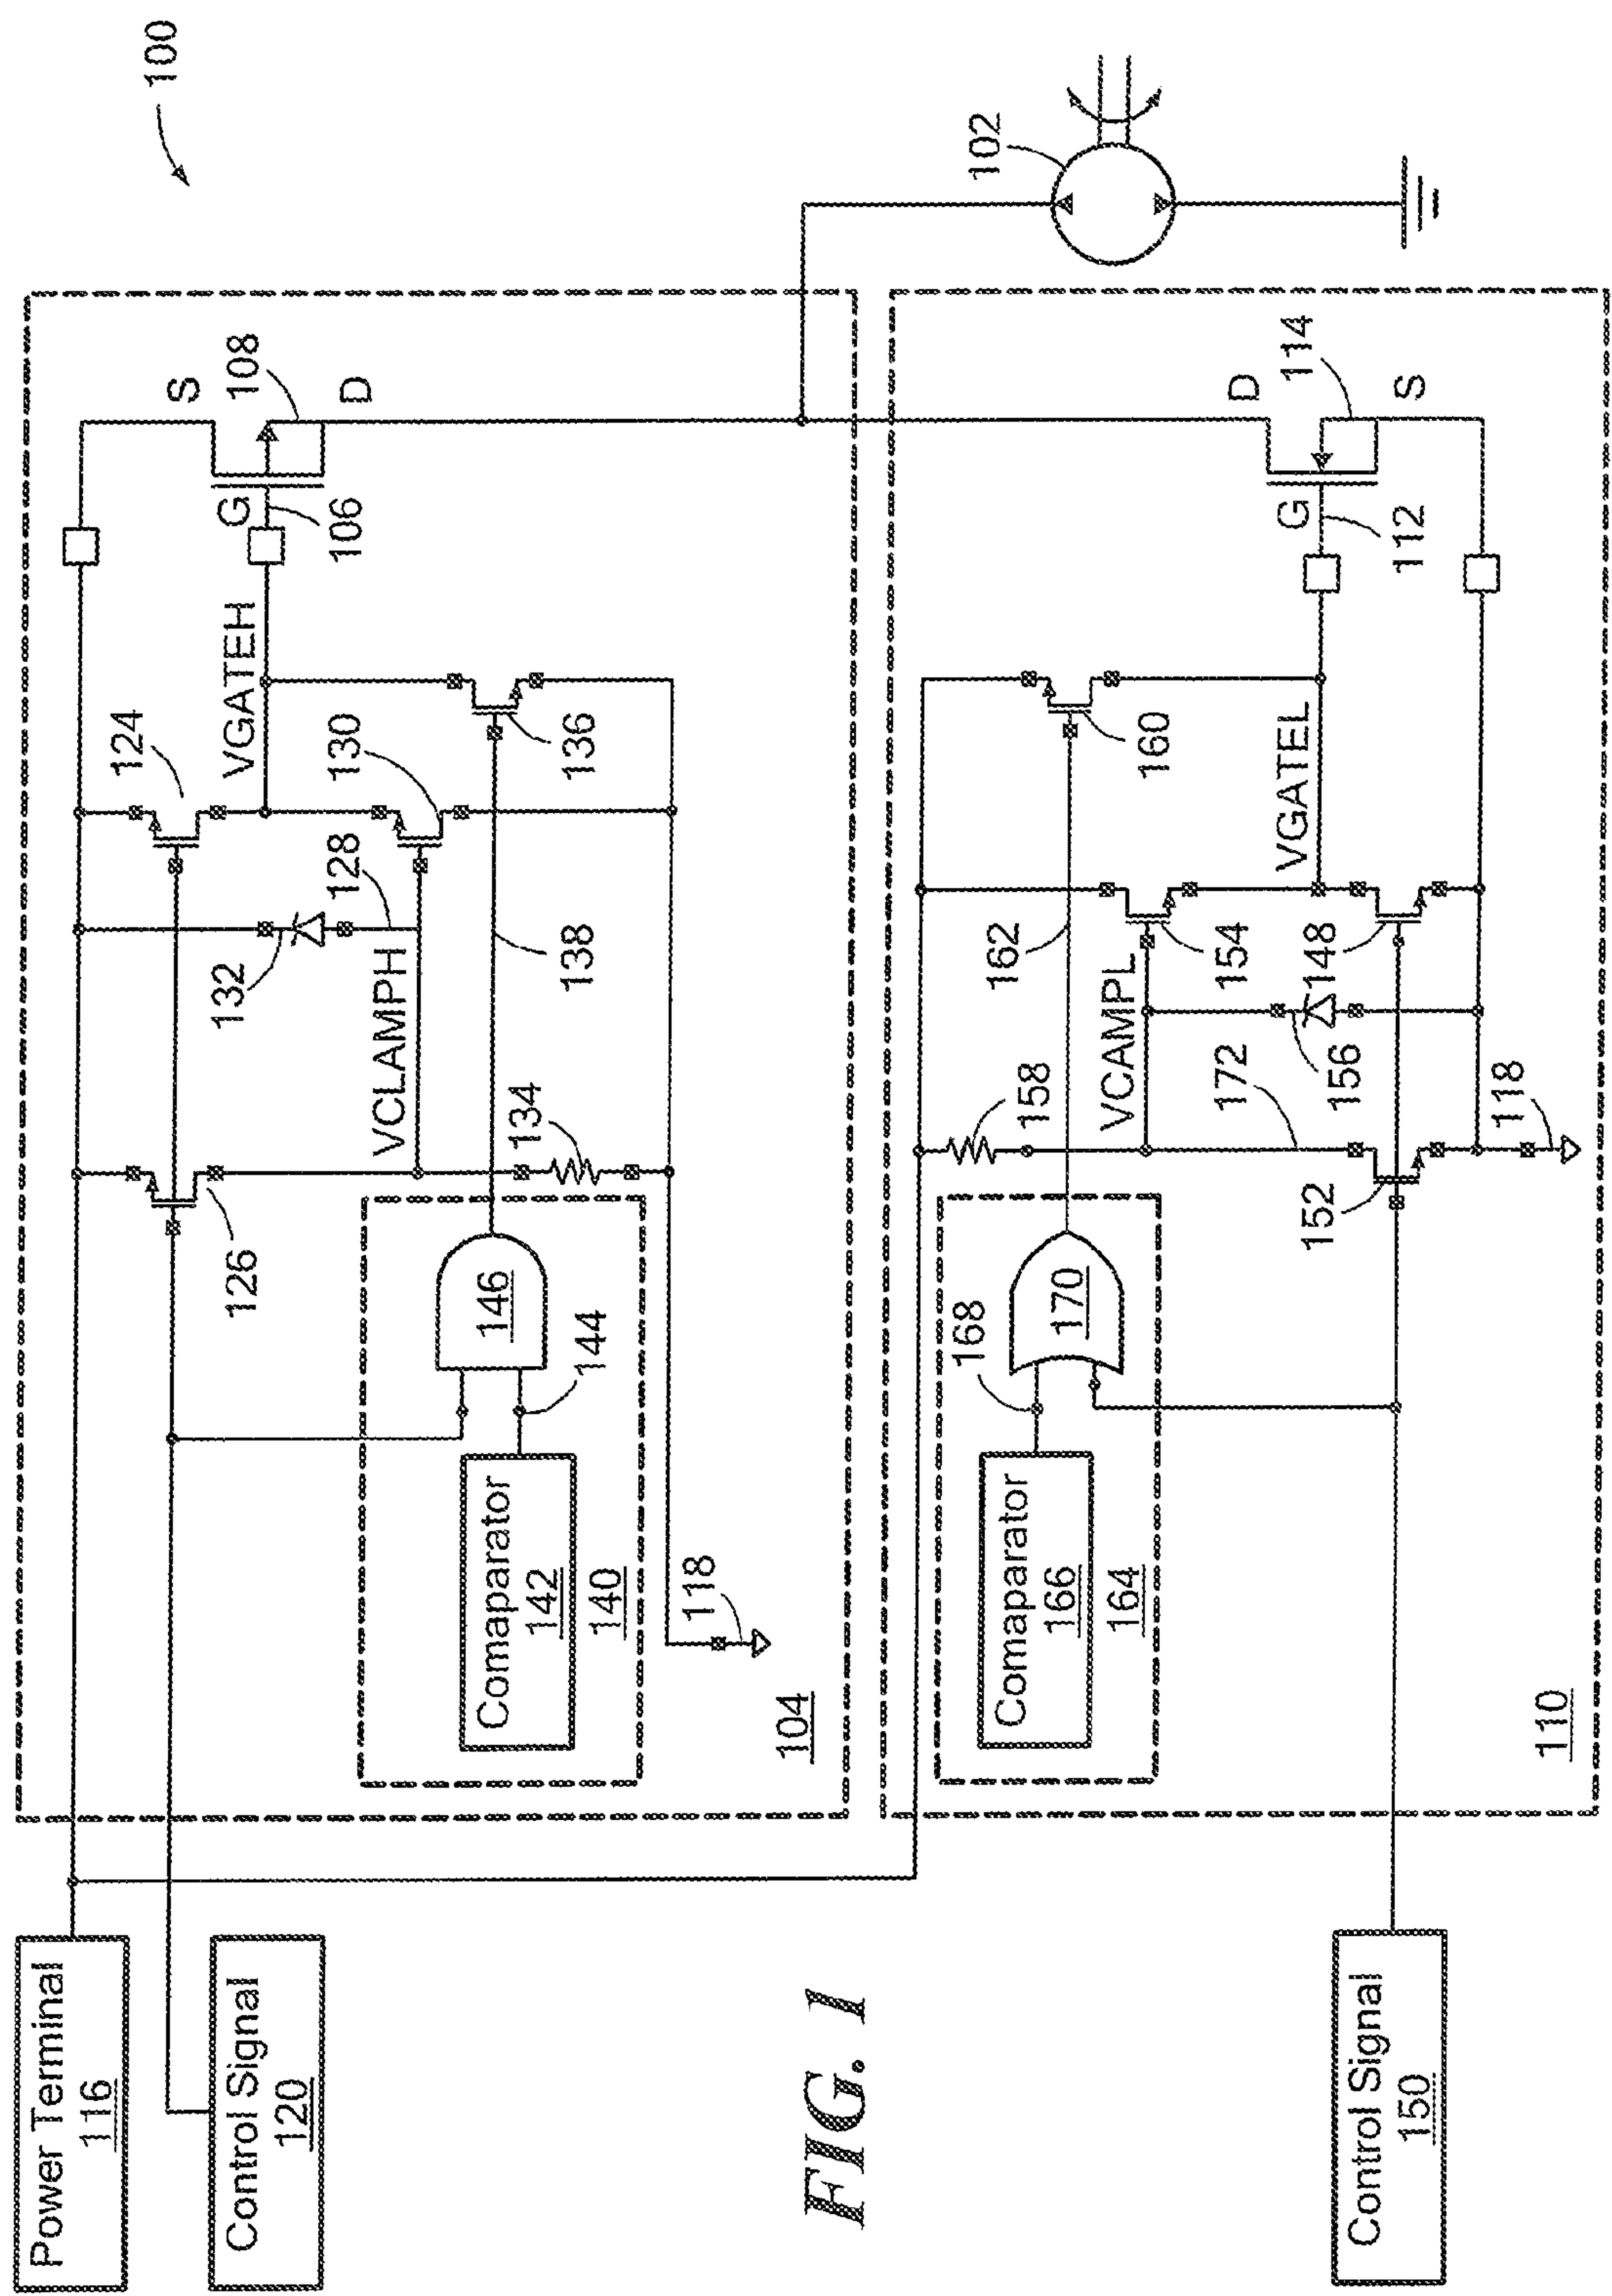 100
Power Terminal
116
Control Signal
120
S
108
D
G
106
VGATEH
124
130
136
128
132
138
VCLAMPH
134
126
146
144
Comaparator
142
140
118
104
102
D
114
S
G
112
160
VGATEL
162
154
148
VCAMPL
156
158
172
118
152
168
170
Comaparator
166
164
110
Control Signal
150
FIG. 1